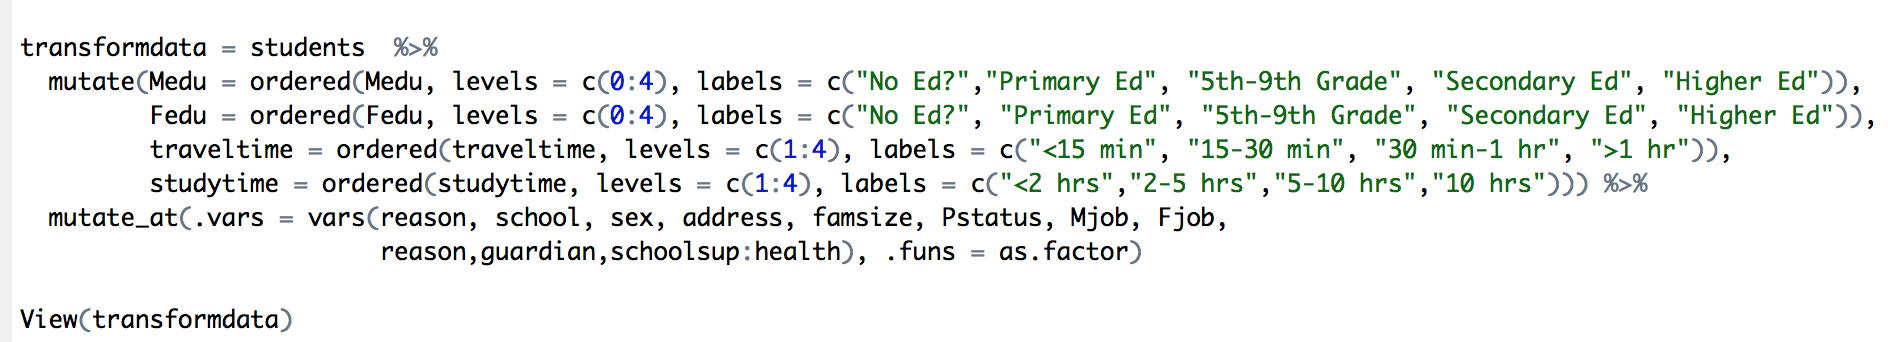 transformdata = students  %>%
  mutate(Medu = ordered(Medu, levels = c(0:4), labels = c("No Ed?","Primary Ed", "5th-9th Grade", "Secondary Ed", "Higher Ed")),
         Fedu = ordered(Fedu, levels = c(0:4), labels = c("No Ed?", "Primary Ed", "5th-9th Grade", "Secondary Ed", "Higher Ed")),
         traveltime = ordered(traveltime, levels = c(1:4), labels = c("<15 min", "15-30 min", "30 min-1 hr", ">1 hr")),
         studytime = ordered(studytime, levels = c(1:4), labels = c("<2 hrs","2-5 hrs","5-10 hrs","10 hrs"))) %>%
  mutate_at(.vars = vars(reason, school, sex, address, famsize, Pstatus, Mjob, Fjob,
                         reason,guardian,schoolsup:health), .funs = as.factor)
View(transformdata)